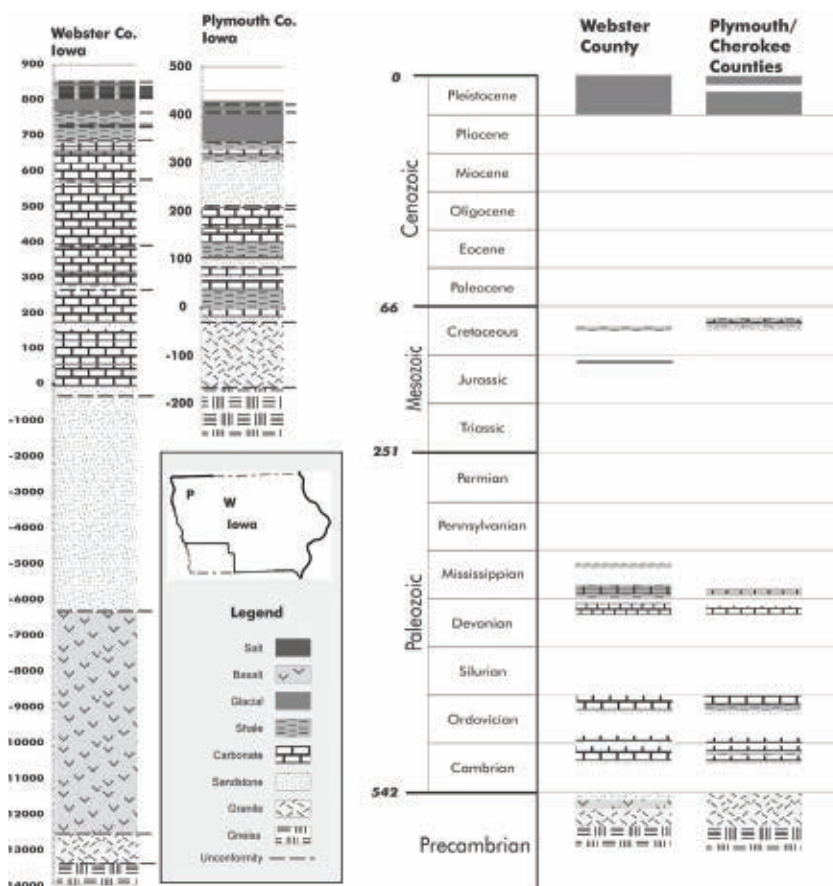 Webster Co.
Iowa
900
800
700
600
500
400
300
200
100
0
-1000
-2000
-3000
-4000
-5000
-6000
-7000
-8000
-9000
10000
11000
12000
13000
14000
Plymouth Co.
Iowa
500
400
300
200
100
0
-100
-200
P
W
Iowa
Legend
Salt
Basalt
Glacial
Shale
Carbonate
Sandstone
Granite
Gneiss
Unconformity
Webster
County
Plymouth/
Cherokee
Counties
0
Cenozoic
Pleistocene
Pliocene
Miocene
Oligocene
Eocene
Paleocene
66
Mesozoic
Cretaceous
Jurassic
Triassic
251
Paleozoic
Permian
Pennsylvanian
Mississippian
Devonian
Silurian
Ordovician
Cambrian
542
Precambrian